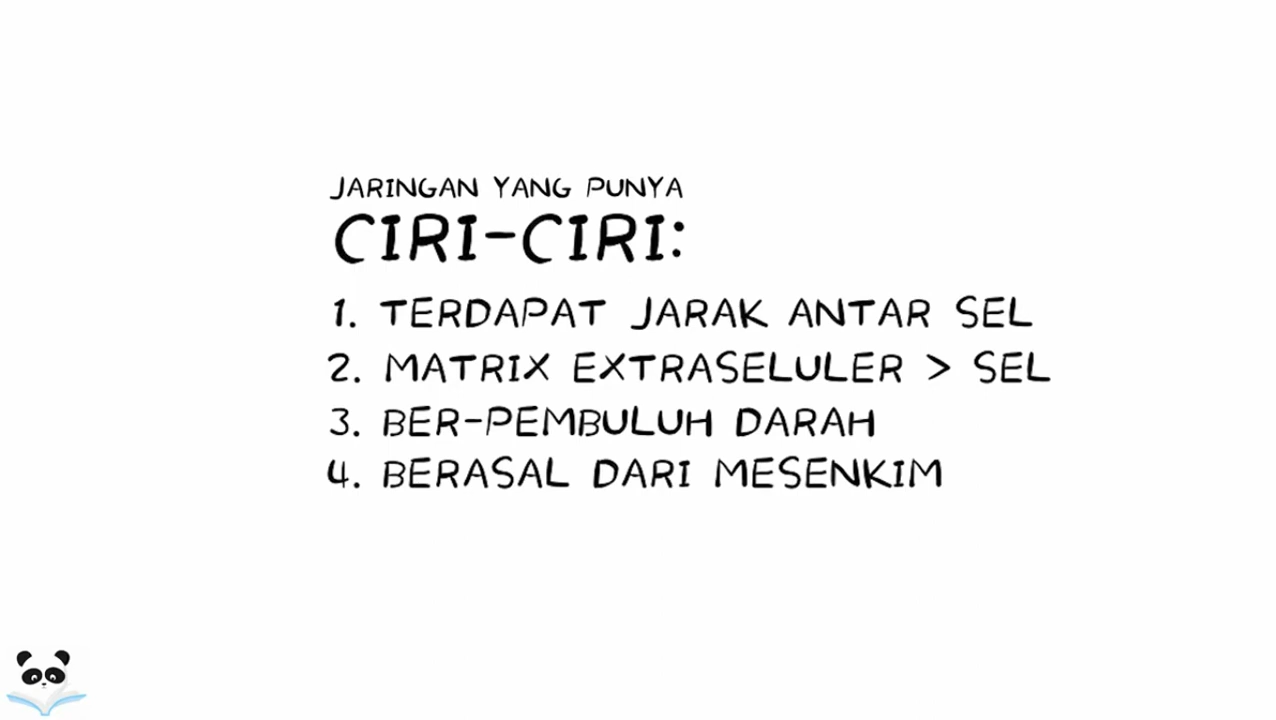 JARINGAN YANG PUNYA
CIRI-CIRI:
1. TERDAPAT JARAK ANTAR SEL
2. MATRIX EXTRASELULER > SEL
3. BER-PEMBULUH DARAH
4. BERASAL DARI MESENKIM